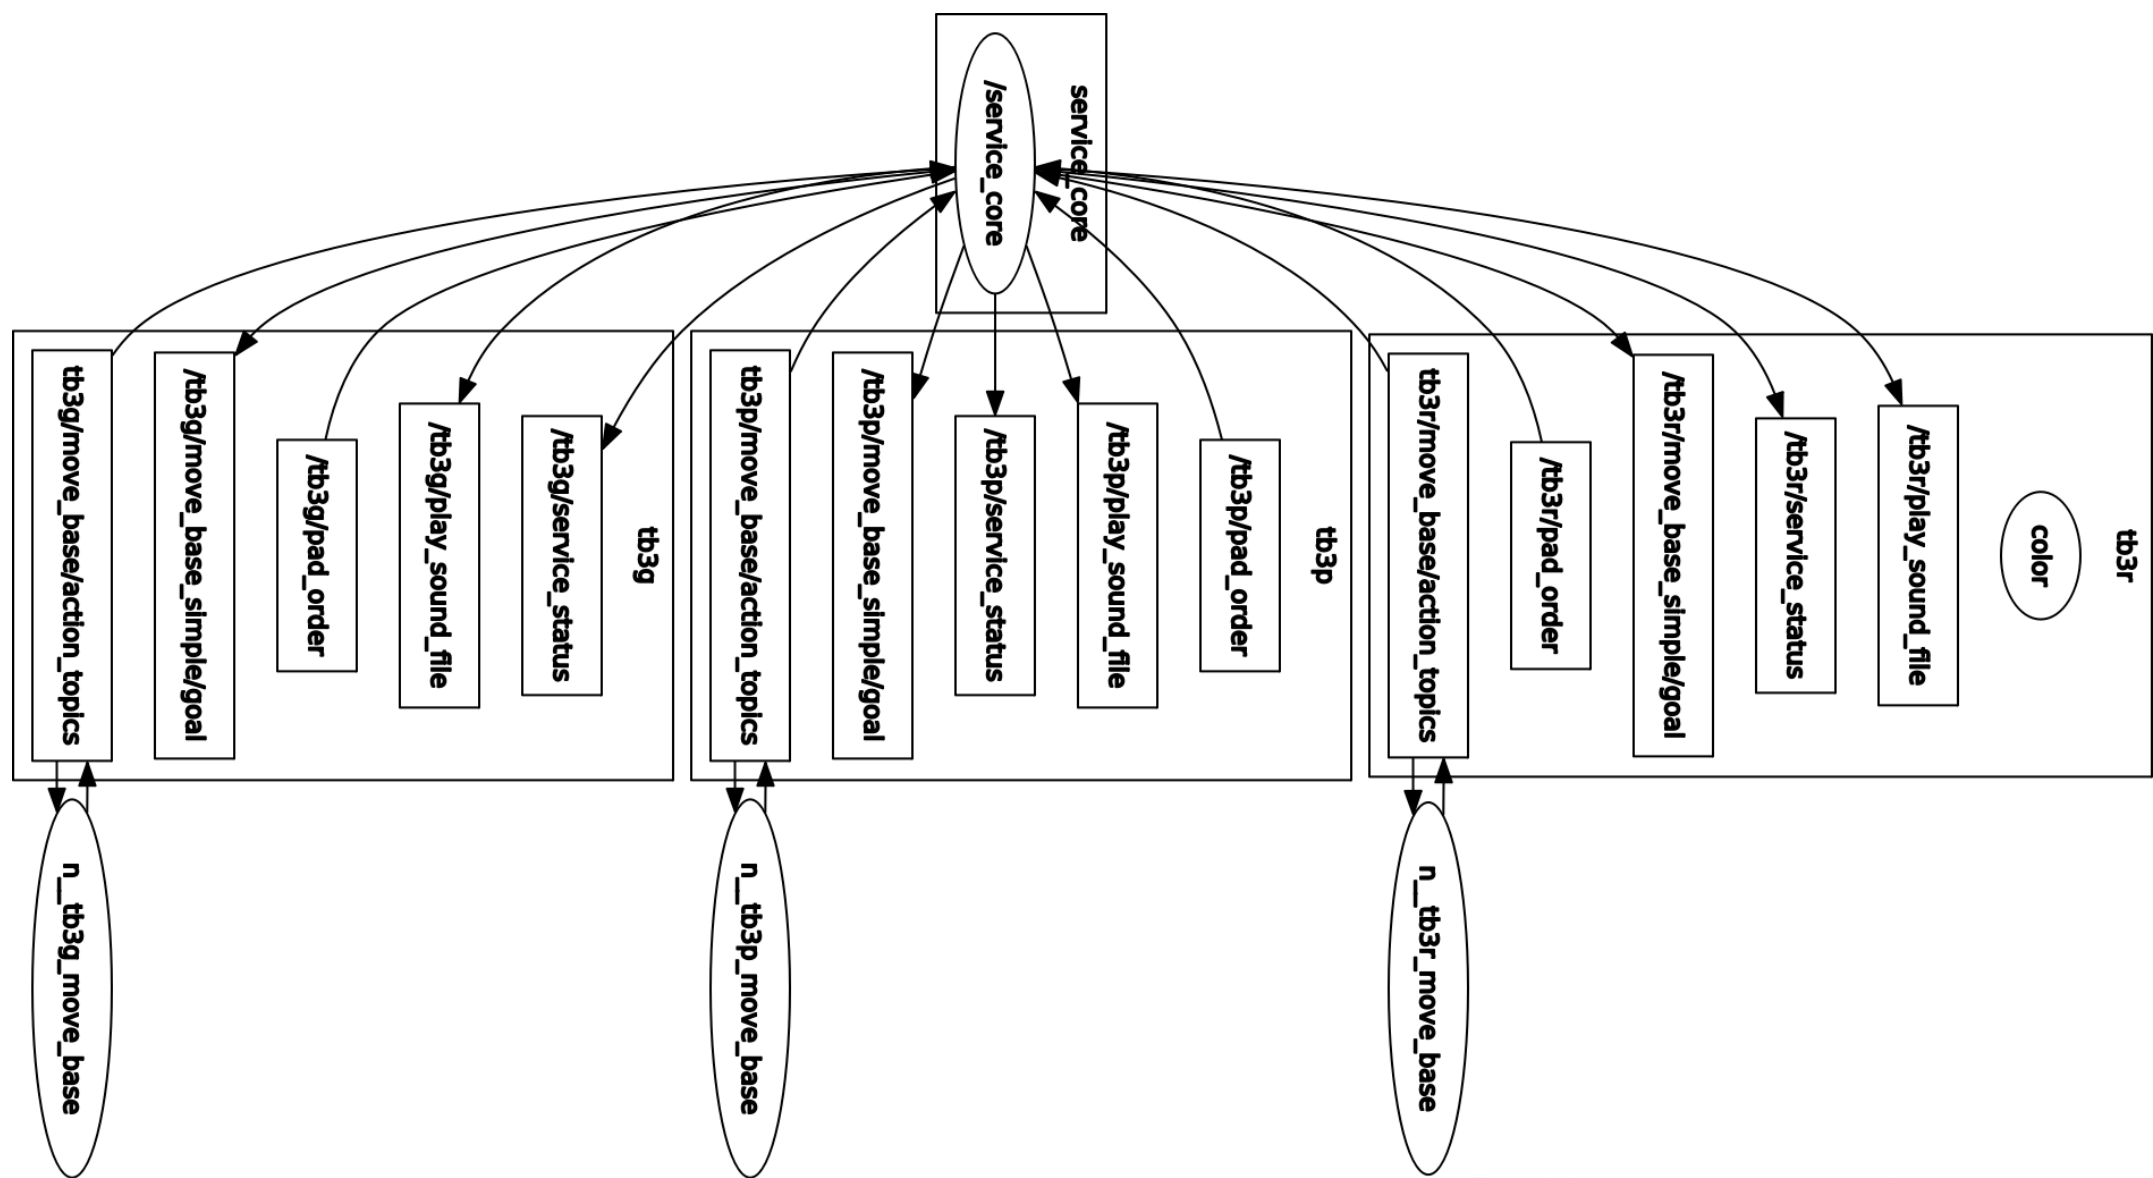 service_core
/service_core
tb3r
color
/tb3r/play_sound_file
/tb3r/service_status
/tb3r/move_base_simple/goal
/tb3r/pad_order
tb3r/move_base/action_topics
n__tb3r_move_base
tb3p
/tb3p/pad_order
/tb3p/play_sound_file
/tb3p/service_status
/tb3p/move_base_simple/goal
tb3p/move_base/action_topics
n__tb3p_move_base
tb3g
/tb3g/service_status
/tb3g/play_sound_file
/tb3g/pad_order
/tb3g/move_base_simple/goal
tb3g/move_base/action_topics
n__tb3g_move_base